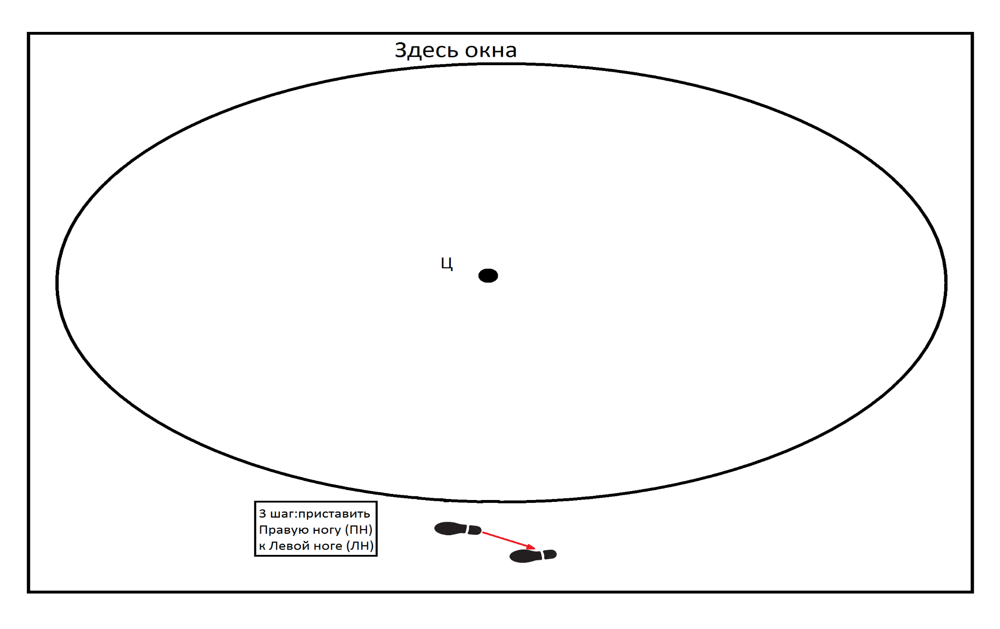 Здесь окна
Ц
3 шаг:приставить
Правую ногу (ПН)
к Левой ноге (ЛН)